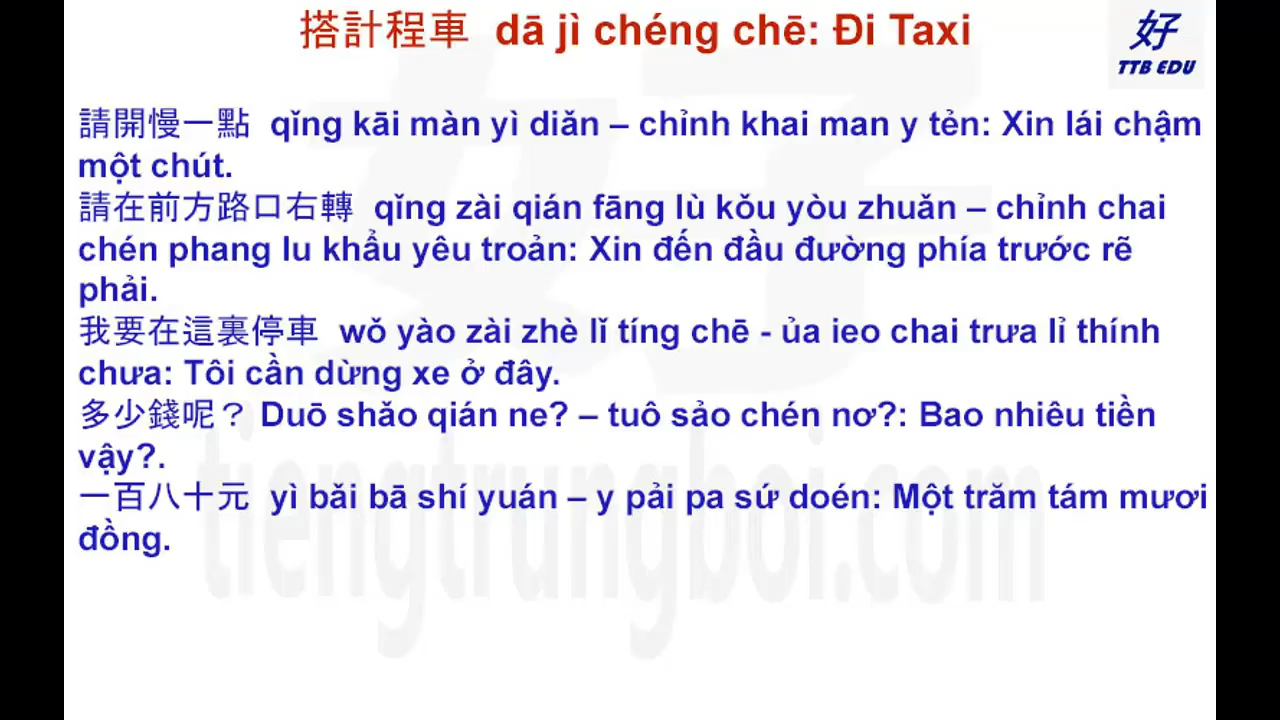 搭計程車 dā jì chéng chē: Đi Taxi
好
TTB EDU
請開慢一點 qǐng kāi màn yì diǎn – chỉnh khai man y tẻn: Xin lái chậm
một chút.
請在前方路口右轉 qǐng zài qián fāng lù kǒu yòu zhuǎn – chỉnh chai
chén phang lu khẩu yêu troản: Xin đến đầu đường phía trước rẽ
phải.
我要在這裏停車 wǒ yào zài zhè lǐ tíng chē - ủa ieo chai trưa lỉ thính
chưa: Tôi cần dừng xe ở đây.
多少錢呢？ Duō shǎo qián ne? – tuô sảo chén nơ?: Bao nhiêu tiền
vậy?.
一百八十元 yì bǎi bā shí yuán – y pải pa sứ doén: Một trăm tám mươi
đồng.
好
tiengtrungboi.com